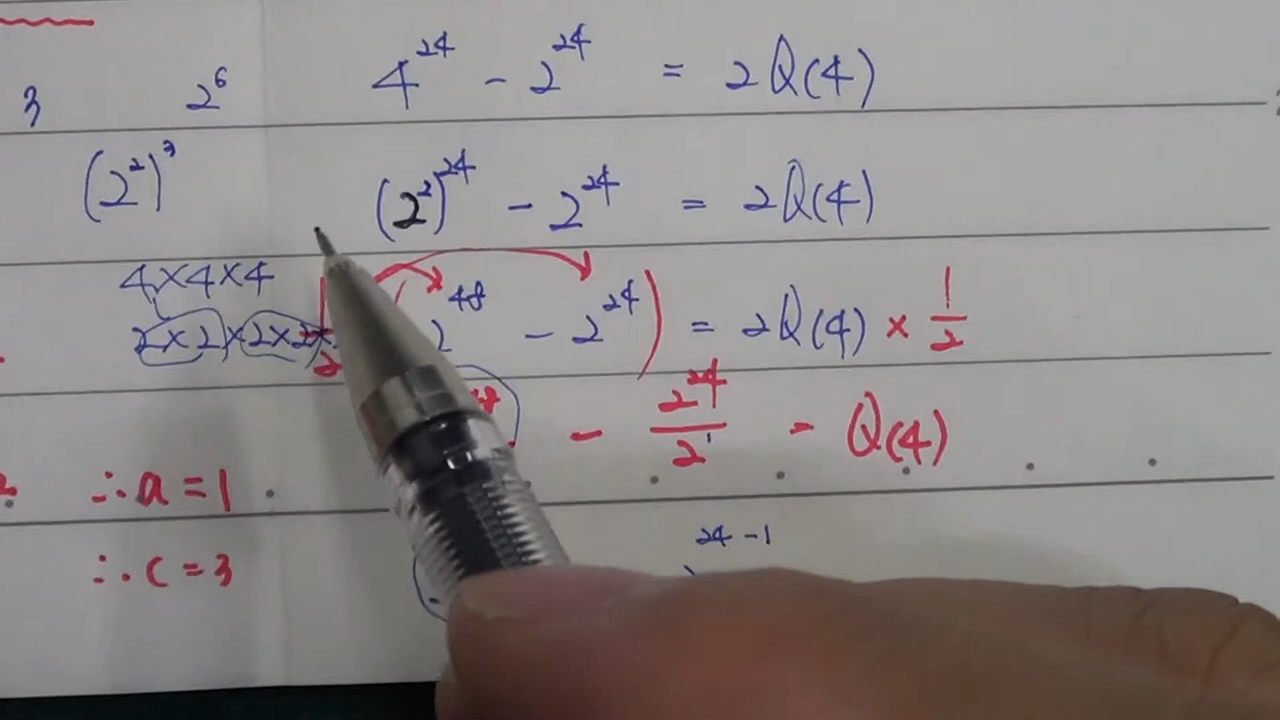 3 2^6 4^24 - 2^24 = 2Q(4)
(2^2)^3 (2^2)^24 - 2^24 = 2Q(4)
4×4×4
2×2×2×2× 2^48 - 2^24) = 2Q(4) × 1/2
- 2^24/2^1 - Q(4)
∴a=1
24-1
∴c=3